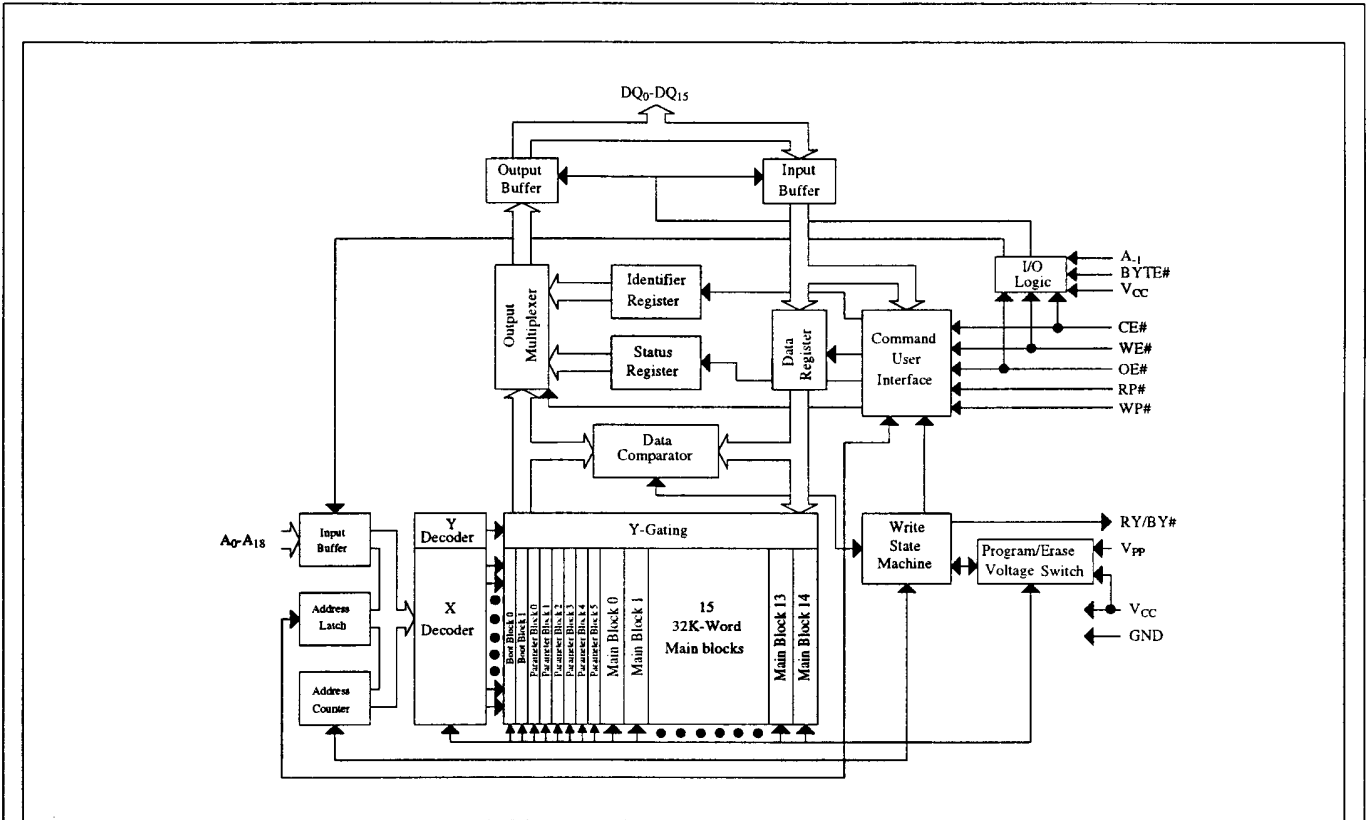 DQ0-DQ15
Output
Buffer
Input
Buffer
I/O
Logic
A-1
BYTE#
VCC
Output
Multiplexer
Identifier
Register
Status
Register
Data
Register
Command
User
Interface
CE#
WE#
OE#
RP#
WP#
Data
Comparator
A0-A18
Input
Buffer
Address
Latch
Address
Counter
Y
Decoder
X
Decoder
Y-Gating
Boot Block 0
Boot Block 1
Parameter Block 0
Parameter Block 1
Parameter Block 2
Parameter Block 3
Parameter Block 4
Parameter Block 5
Main Block 0
Main Block 1
15
32K-Word
Main blocks
Main Block 13
Main Block 14
Write
State
Machine
Program/Erase
Voltage Switch
RY/BY#
VPP
VCC
GND